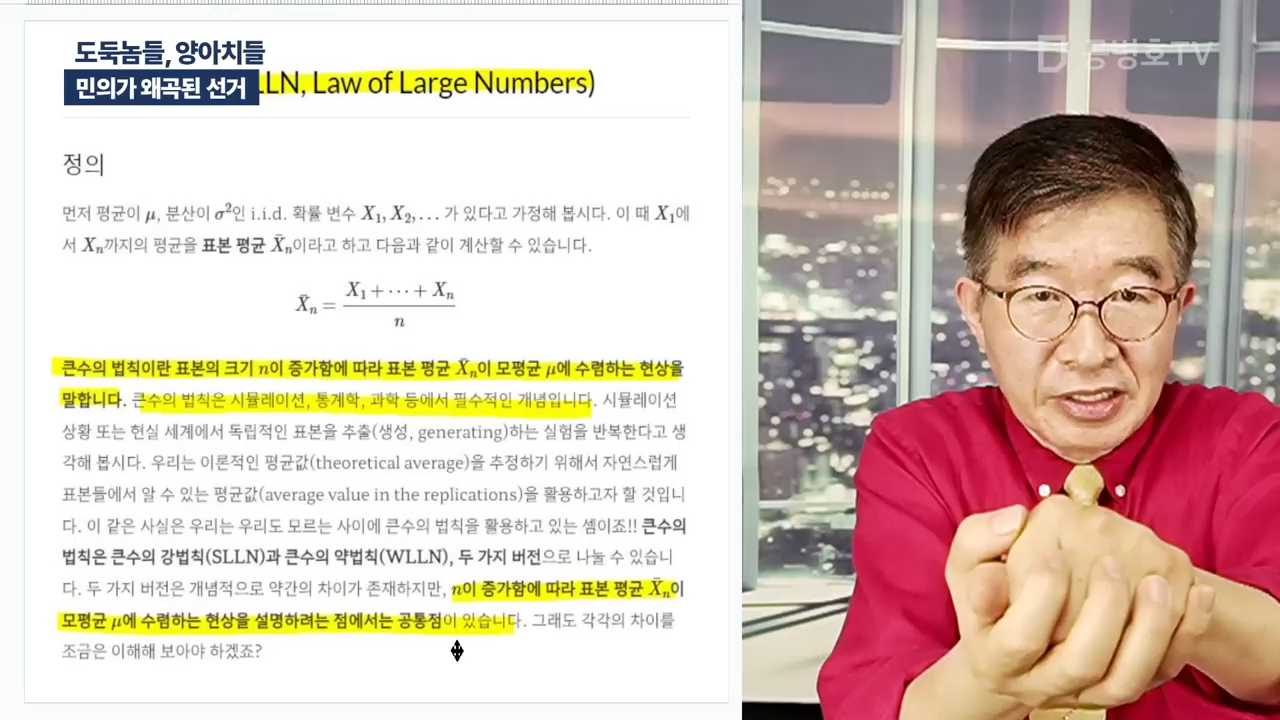 도둑놈들, 양아치들
민의가 왜곡된 선거
LLN, Law of Large Numbers)
공병호TV
정의
먼저 평균이 μ, 분산이 σ²인 i.i.d. 확률 변수 X₁, X₂, … 가 있다고 가정해 봅시다. 이 때 X₁에
서 Xₙ까지의 평균을 표본 평균 X̄ₙ이라고 하고 다음과 같이 계산할 수 있습니다.
X̄ₙ = (X₁ + ⋯ + Xₙ) / n
큰수의 법칙이란 표본의 크기 n이 증가함에 따라 표본 평균 X̄ₙ이 모평균 μ에 수렴하는 현상을
말합니다. 큰수의 법칙은 시뮬레이션, 통계학, 과학 등에서 필수적인 개념입니다. 시뮬레이션
상황 또는 현실 세계에서 독립적인 표본을 추출(생성, generating)하는 실험을 반복한다고 생
각해 봅시다. 우리는 이론적인 평균값(theoretical average)을 추정하기 위해서 자연스럽게
표본들에서 알 수 있는 평균값(average value in the replications)을 활용하고자 할 것입니
다. 이 같은 사실은 우리는 우리도 모르는 사이에 큰수의 법칙을 활용하고 있는 셈이죠!! 큰수의
법칙은 큰수의 강법칙(SLLN)과 큰수의 약법칙(WLLN), 두 가지 버전으로 나눌 수 있습니
다. 두 가지 버전은 개념적으로 약간의 차이가 존재하지만, n이 증가함에 따라 표본 평균 X̄ₙ이
모평균 μ에 수렴하는 현상을 설명하려는 점에서는 공통점이 있습니다. 그래도 각각의 차이를
조금은 이해해 보아야 하겠죠?